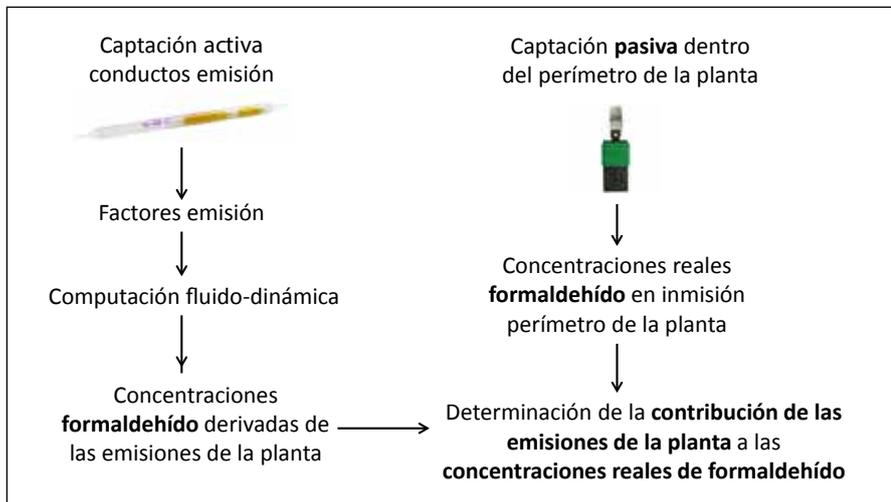 Captación activa
conductos emisión
Factores emisión
Computación fluido-dinámica
Concentraciones
formaldehído derivadas de
las emisiones de la planta
Captación pasiva dentro
del perímetro de la planta
Concentraciones reales
formaldehído en inmisión
perímetro de la planta
Determinación de la contribución de las
emisiones de la planta a las
concentraciones reales de formaldehído